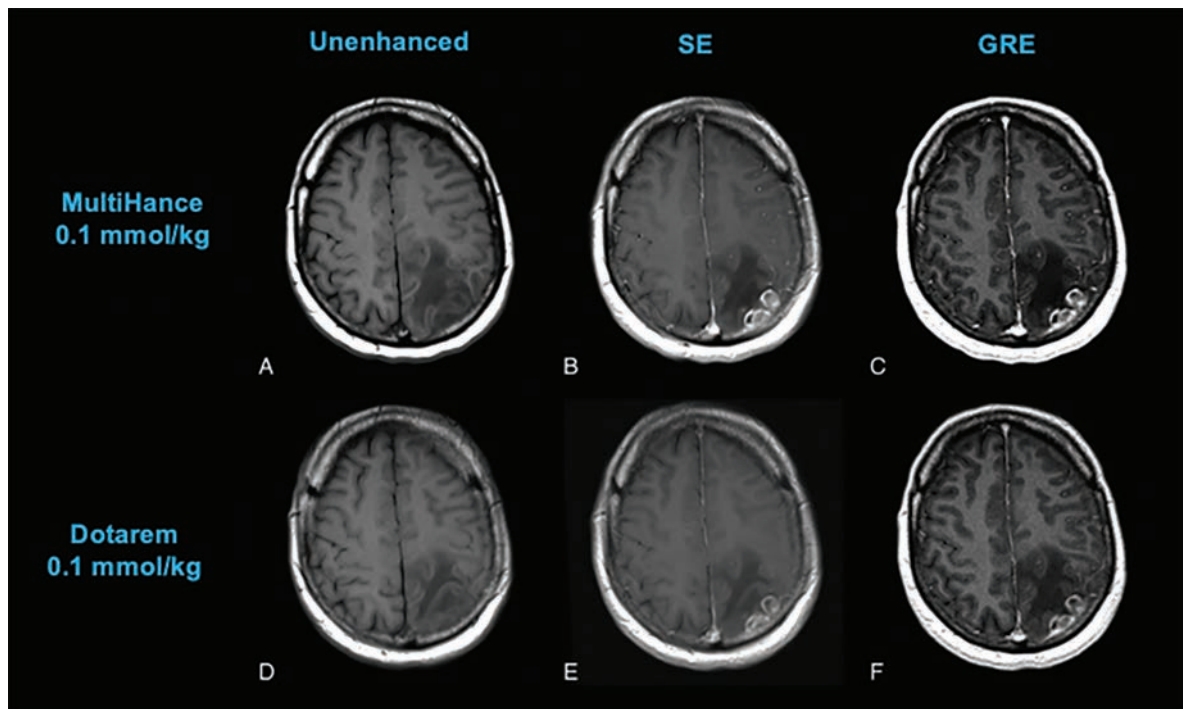 Unenhanced SE GRE
MultiHance
0.1 mmol/kg
A B C
Dotarem
0.1 mmol/kg
D E F